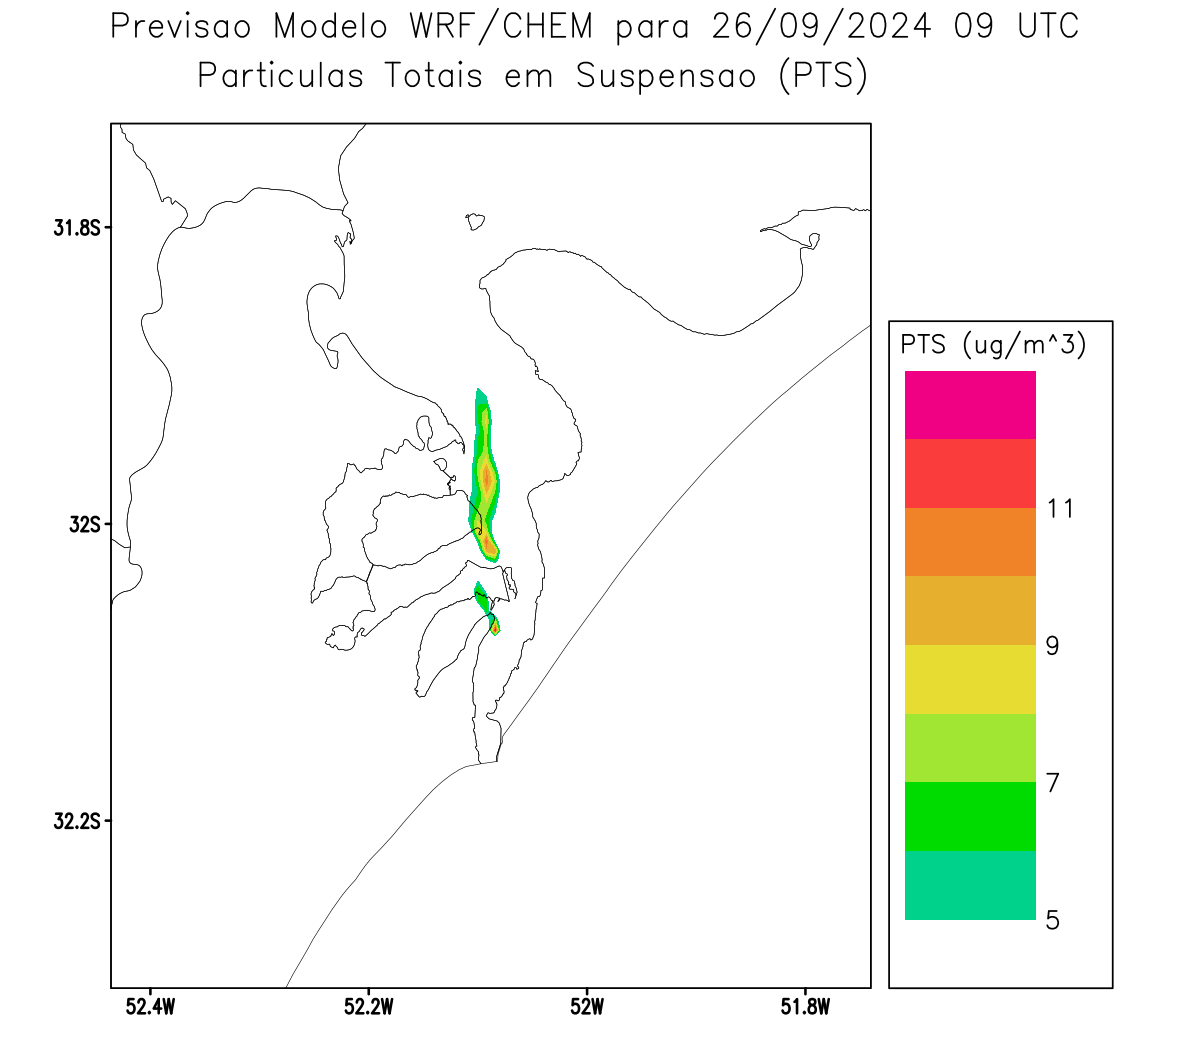 Previsao Modelo WRF/CHEM para 26/09/2024 09 UTC
Particulas Totais em Suspensao (PTS)
31.8S
32S
32.2S
52.4W 52.2W 52W 51.8W
PTS (ug/m^3)
11
9
7
5